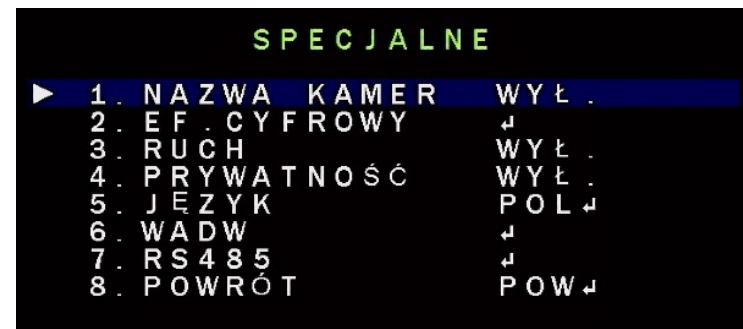 SPECJALNE
► 1. NAZWA KAMER WYŁ.
2. EF.CYFROWY ↵
3. RUCH WYŁ.
4. PRYWATNOŚĆ WYŁ.
5. JĘZYK POL↵
6. WADW ↵
7. RS485 ↵
8. POWRÓT POW↵